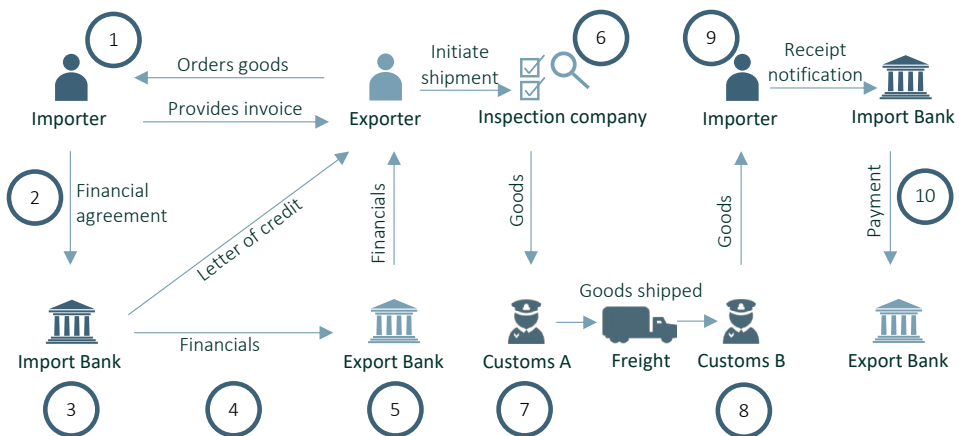 1
6
9
Orders goods
Initiate
shipment
Receipt
notification
Provides invoice
Importer
Exporter
Inspection company
Importer
Import Bank
2
Financial
agreement
Letter of credit
Financials
Goods
Goods
Payment
10
Goods shipped
Financials
Import Bank
Export Bank
Customs A
Freight
Customs B
Export Bank
3
4
5
7
8